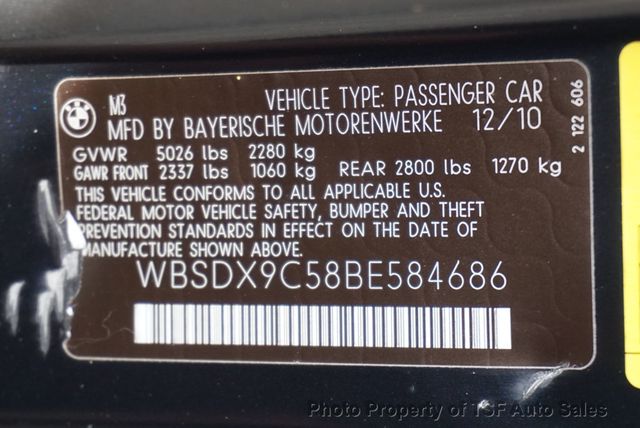 BMW
M3 VEHICLE TYPE: PASSENGER CAR
MFD BY BAYERISCHE MOTORENWERKE 12/10
GVWR 5026 lbs 2280 kg
GAWR FRONT 2337 lbs 1060 kg REAR 2800 lbs 1270 kg
THIS VEHICLE CONFORMS TO ALL APPLICABLE U.S.
FEDERAL MOTOR VEHICLE SAFETY, BUMPER AND THEFT
PREVENTION STANDARDS IN EFFECT ON THE DATE OF
MANUFACTURE SHOWN ABOVE.
WBSDX9C58BE584686
2 122 606
Photo Property of TSF Auto Sales